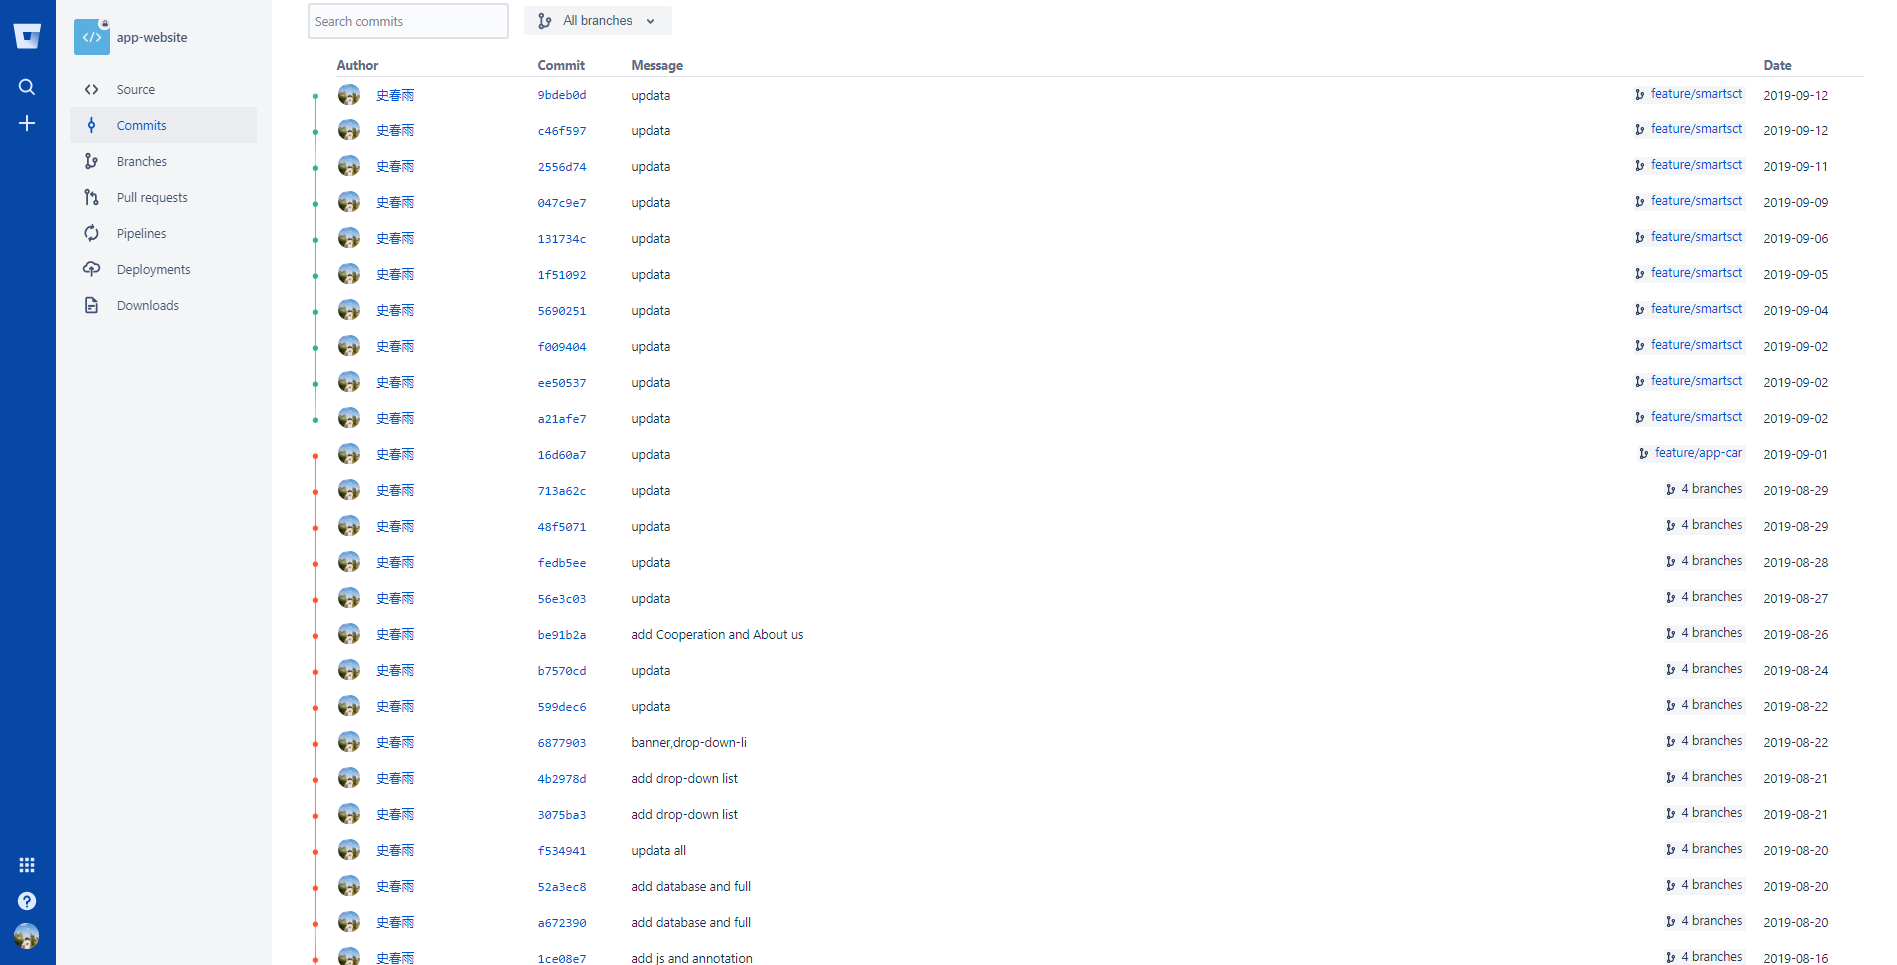 app-website
Source
Commits
Branches
Pull requests
Pipelines
Deployments
Downloads
Search commits
All branches
Author Commit Message Date
史春雨 9bdeb0d updata feature/smartsct 2019-09-12
史春雨 c46f597 updata feature/smartsct 2019-09-12
史春雨 2556d74 updata feature/smartsct 2019-09-11
史春雨 047c9e7 updata feature/smartsct 2019-09-09
史春雨 131734c updata feature/smartsct 2019-09-06
史春雨 1f51092 updata feature/smartsct 2019-09-05
史春雨 5690251 updata feature/smartsct 2019-09-04
史春雨 f009404 updata feature/smartsct 2019-09-02
史春雨 ee50537 updata feature/smartsct 2019-09-02
史春雨 a21afe7 updata feature/smartsct 2019-09-02
史春雨 16d60a7 updata feature/app-car 2019-09-01
史春雨 713a62c updata 4 branches 2019-08-29
史春雨 48f5071 updata 4 branches 2019-08-29
史春雨 fedb5ee updata 4 branches 2019-08-28
史春雨 56e3c03 updata 4 branches 2019-08-27
史春雨 be91b2a add Cooperation and About us 4 branches 2019-08-26
史春雨 b7570cd updata 4 branches 2019-08-24
史春雨 599dec6 updata 4 branches 2019-08-22
史春雨 6877903 banner,drop-down-li 4 branches 2019-08-22
史春雨 4b2978d add drop-down list 4 branches 2019-08-21
史春雨 3075ba3 add drop-down list 4 branches 2019-08-21
史春雨 f534941 updata all 4 branches 2019-08-20
史春雨 52a3ec8 add database and full 4 branches 2019-08-20
史春雨 a672390 add database and full 4 branches 2019-08-20
史春雨 1ce08e7 add js and annotation 4 branches 2019-08-16